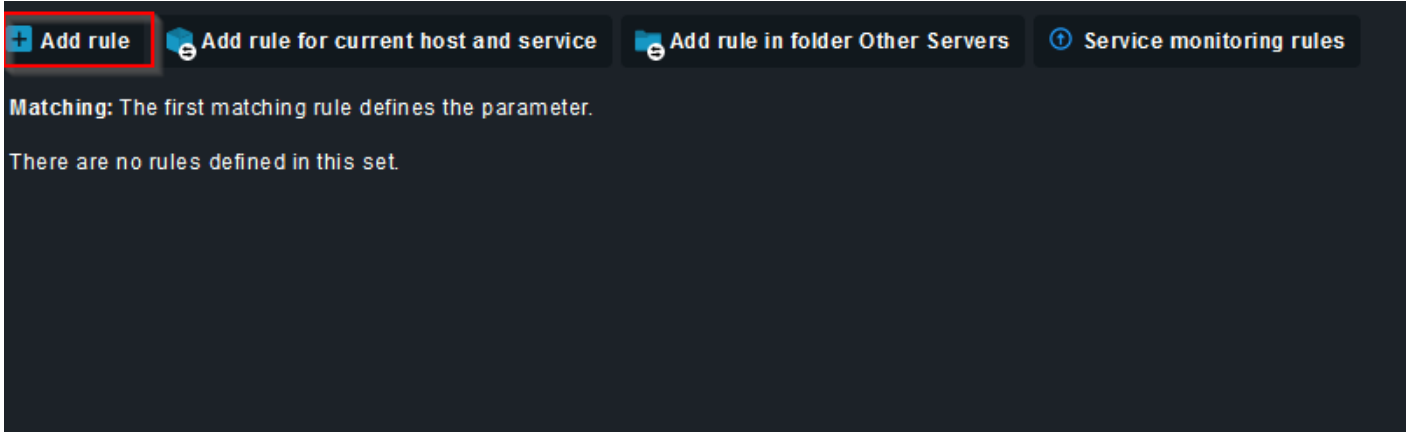 Add rule Add rule for current host and service Add rule in folder Other Servers Service monitoring rules
Matching: The first matching rule defines the parameter.
There are no rules defined in this set.